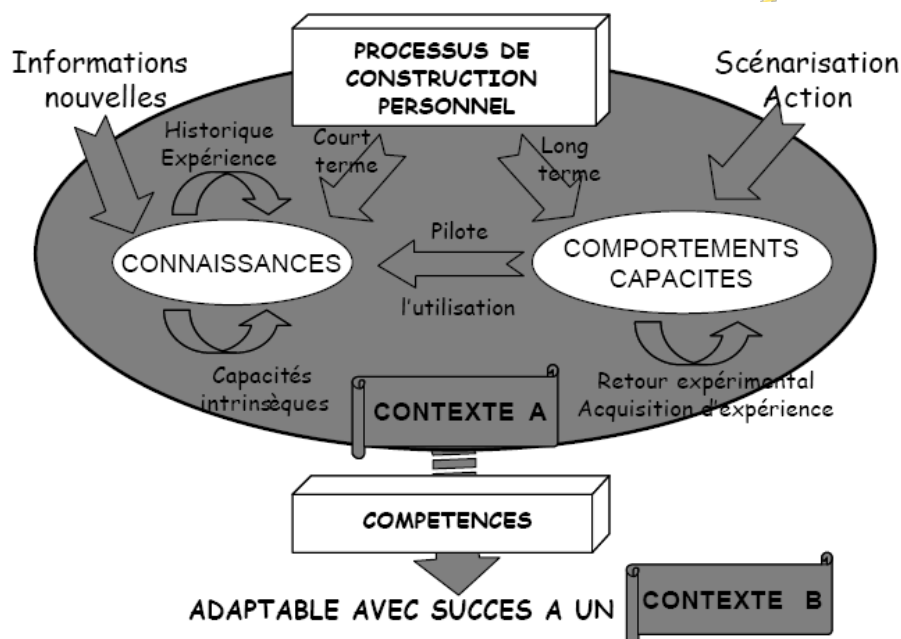 PROCESSUS DE
CONSTRUCTION
PERSONNEL
Informations
nouvelles
Scénarisation
Action
Historique
Expérience
Court
terme
Long
terme
CONNAISSANCES
Pilote
l'utilisation
COMPORTEMENTS
CAPACITES
Capacités
intrinsèques
Retour expérimental
Acquisition d'expérience
CONTEXTE A
COMPETENCES
ADAPTABLE AVEC SUCCES A UN
CONTEXTE B